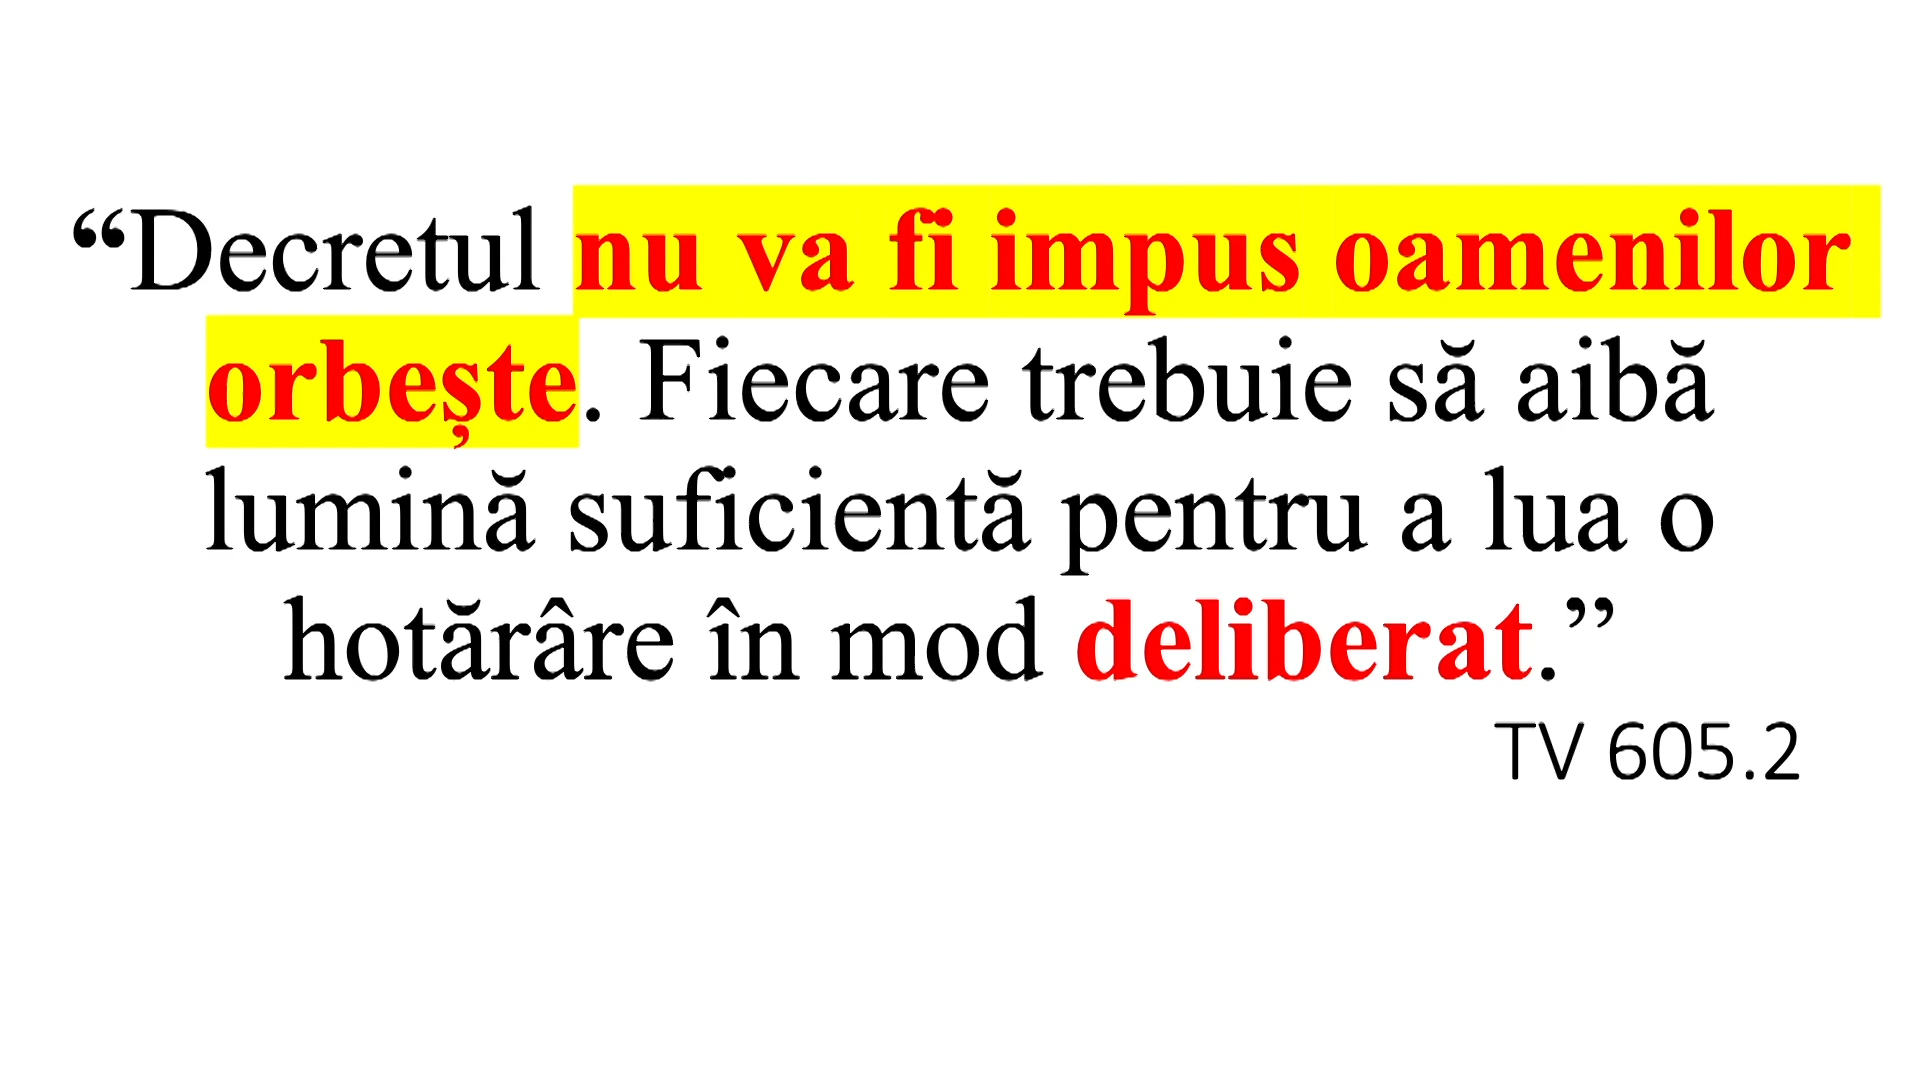 “Decretul nu va fi impus oamenilor
orbește. Fiecare trebuie să aibă
lumină suficientă pentru a lua o
hotărâre în mod deliberat.”
TV 605.2